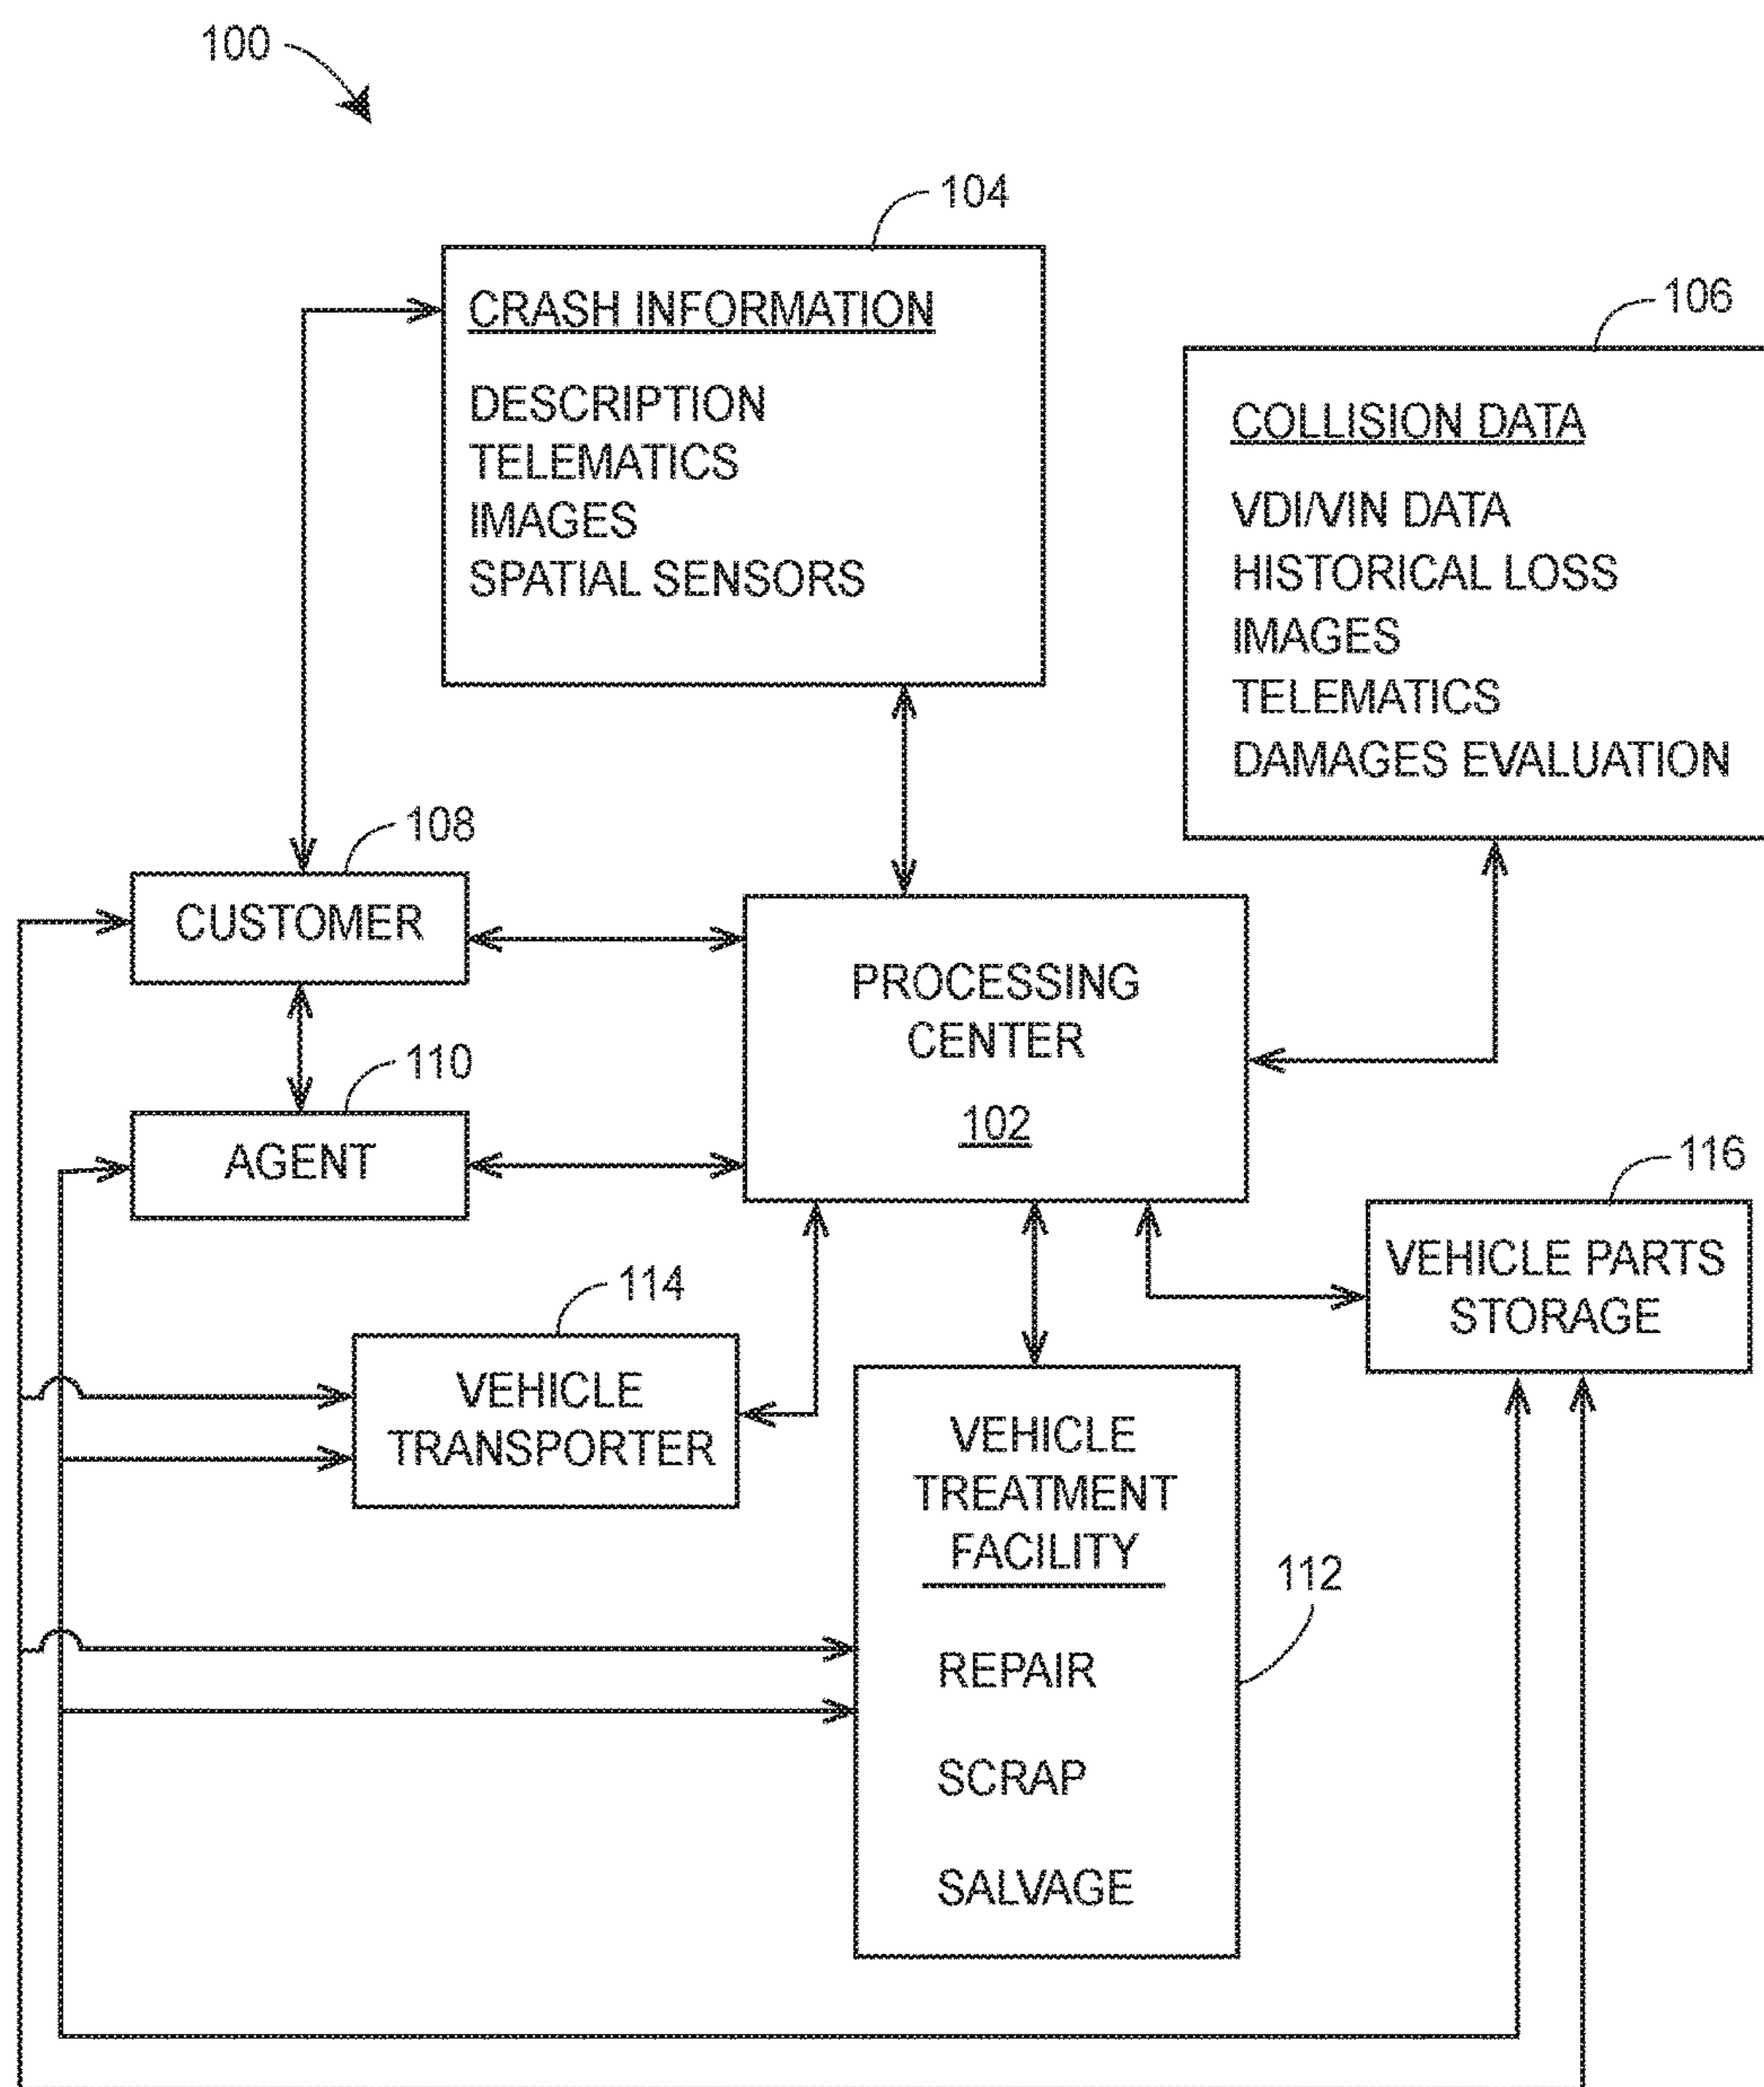 100
104
CRASH INFORMATION
DESCRIPTION
TELEMATICS
IMAGES
SPATIAL SENSORS
106
COLLISION DATA
VDI/VIN DATA
HISTORICAL LOSS
IMAGES
TELEMATICS
DAMAGES EVALUATION
108
CUSTOMER
PROCESSING
CENTER
102
110
AGENT
116
VEHICLE PARTS
STORAGE
114
VEHICLE
TRANSPORTER
VEHICLE
TREATMENT
FACILITY
REPAIR
SCRAP
SALVAGE
112